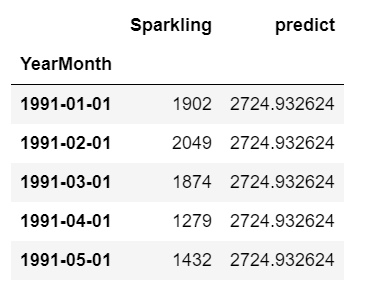 Sparkling predict
YearMonth
1991-01-01 1902 2724.932624
1991-02-01 2049 2724.932624
1991-03-01 1874 2724.932624
1991-04-01 1279 2724.932624
1991-05-01 1432 2724.932624